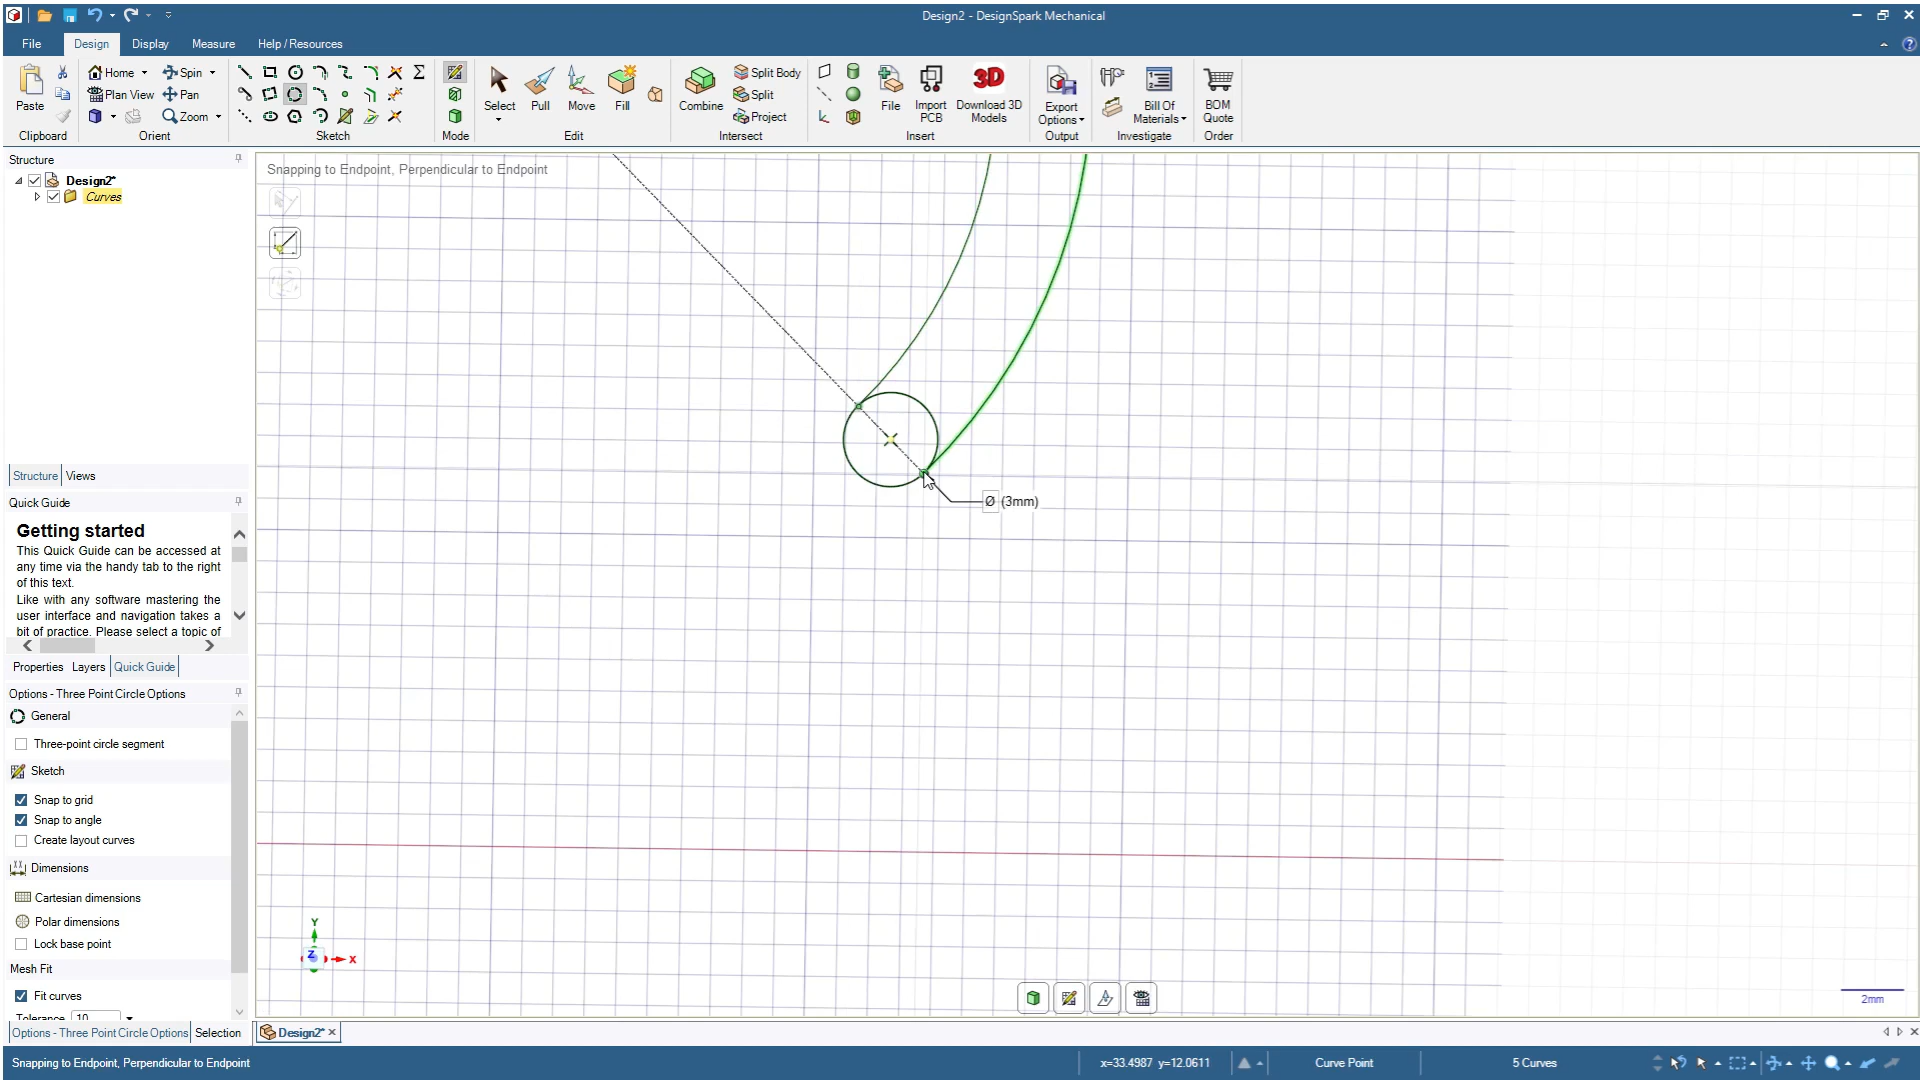 Design2 - DesignSpark Mechanical
File
Design
Display
Measure
Help / Resources
Paste
Clipboard
Home
Spin
Plan View
Pan
Zoom
Orient
Sketch
Mode
Select
Pull
Move
Fill
Edit
Combine
Split Body
Split
Project
Intersect
File
Import
PCB
Download 3D
Models
Insert
Export
Options
Output
Bill Of
Materials
Investigate
BOM
Quote
Order
Structure
Design2*
Curves
Structure
Views
Quick Guide
Getting started
This Quick Guide can be accessed at
any time via the handy tab to the right
of this text.
Like with any software mastering the
user interface and navigation takes a
bit of practice. Please select a topic of
Properties
Layers
Quick Guide
Options - Three Point Circle Options
General
Three-point circle segment
Sketch
Snap to grid
Snap to angle
Create layout curves
Dimensions
Cartesian dimensions
Polar dimensions
Lock base point
Mesh Fit
Fit curves
Tolerance 10
Options - Three Point Circle Options
Selection
Snapping to Endpoint, Perpendicular to Endpoint
Ø (3mm)
Y
Z
X
2mm
Design2*
Snapping to Endpoint, Perpendicular to Endpoint
x=33.4987 y=12.0611
Curve Point
5 Curves